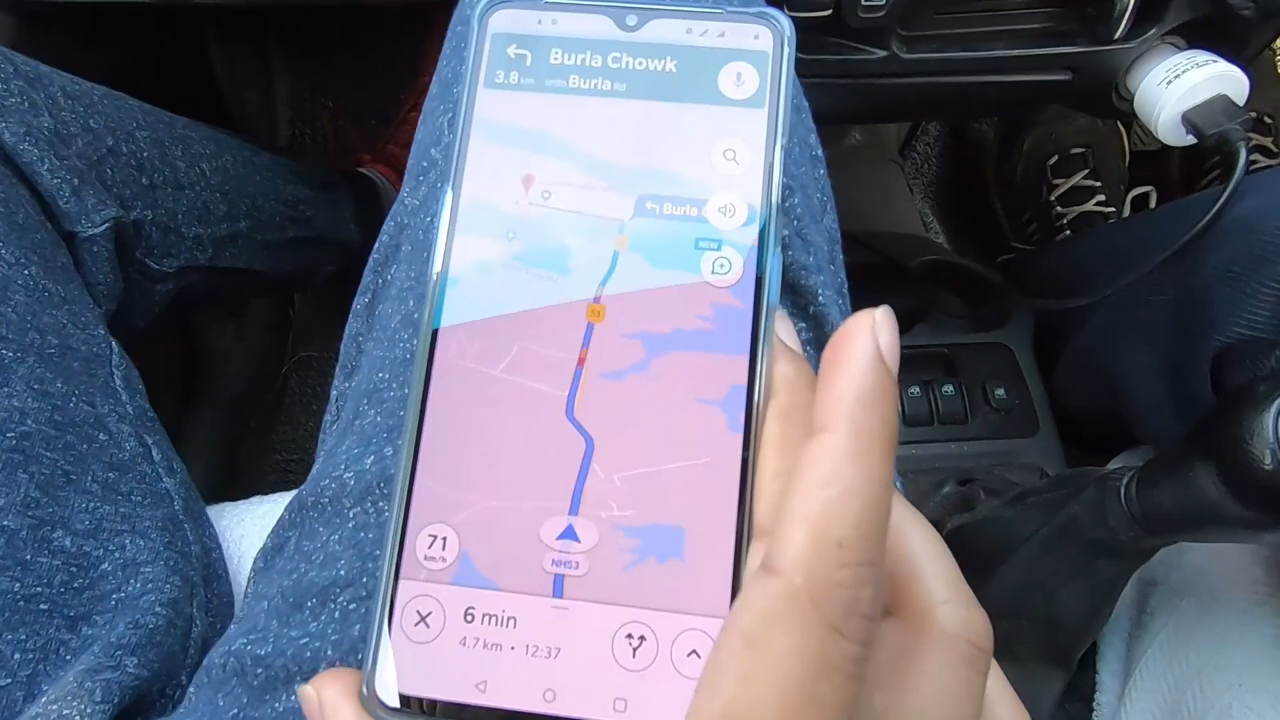 Burla Chowk
3.8 km onto Burla Rd
Burla
NEW
53
71
km/h
NH53
6 min
4.7 km • 12:37